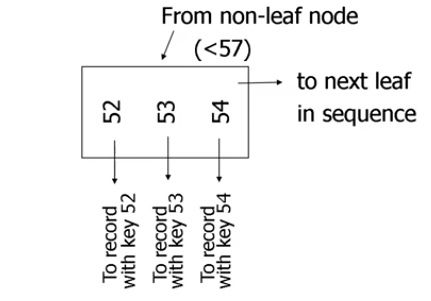 From non-leaf node
(<57)
to next leaf
in sequence
52
53
54
To record
with key 52
To record
with key 53
To record
with key 54